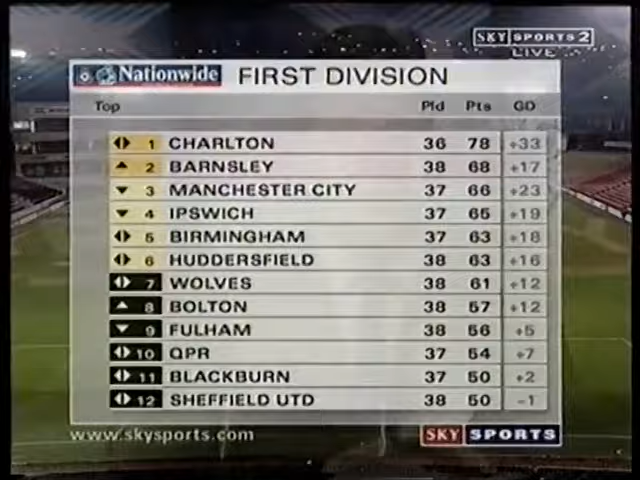 SKY SPORTS 2
LIVE
Nationwide FIRST DIVISION
Top Pld Pts GD
1 CHARLTON 36 78 +33
2 BARNSLEY 38 68 +17
3 MANCHESTER CITY 37 66 +23
4 IPSWICH 37 65 +19
5 BIRMINGHAM 37 63 +18
6 HUDDERSFIELD 38 63 +16
7 WOLVES 38 61 +12
8 BOLTON 38 57 +12
9 FULHAM 38 56 +5
10 QPR 37 54 +7
11 BLACKBURN 37 50 +2
12 SHEFFIELD UTD 38 50 -1
www.skysports.com SKY SPORTS